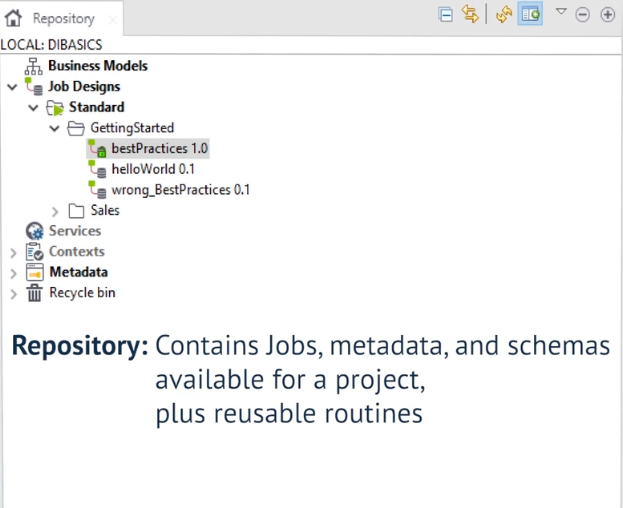 Repository
LOCAL: DIBASICS
Business Models
Job Designs
Standard
GettingStarted
bestPractices 1.0
helloWorld 0.1
wrong_BestPractices 0.1
Sales
Services
Contexts
Metadata
Recycle bin
Repository: Contains Jobs, metadata, and schemas
available for a project,
plus reusable routines